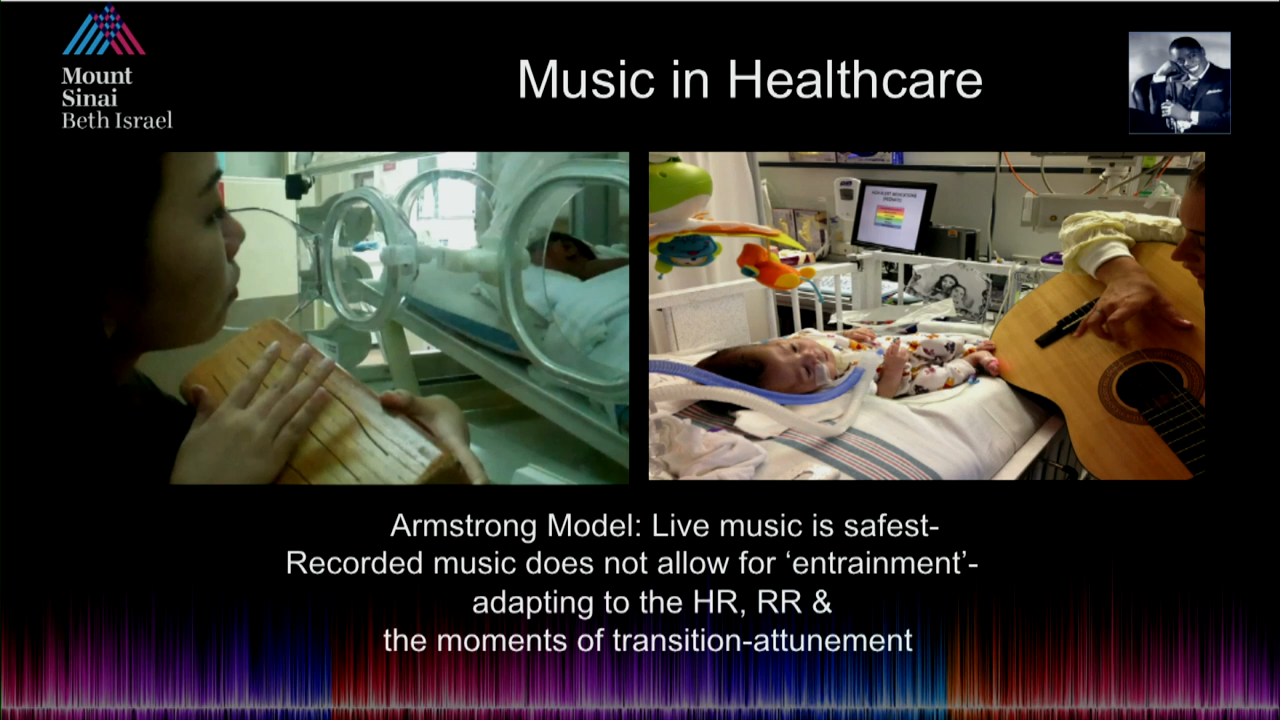 Mount
Sinai
Beth Israel
Music in Healthcare
Armstrong Model: Live music is safest-
Recorded music does not allow for ‘entrainment’-
adapting to the HR, RR &
the moments of transition-attunement